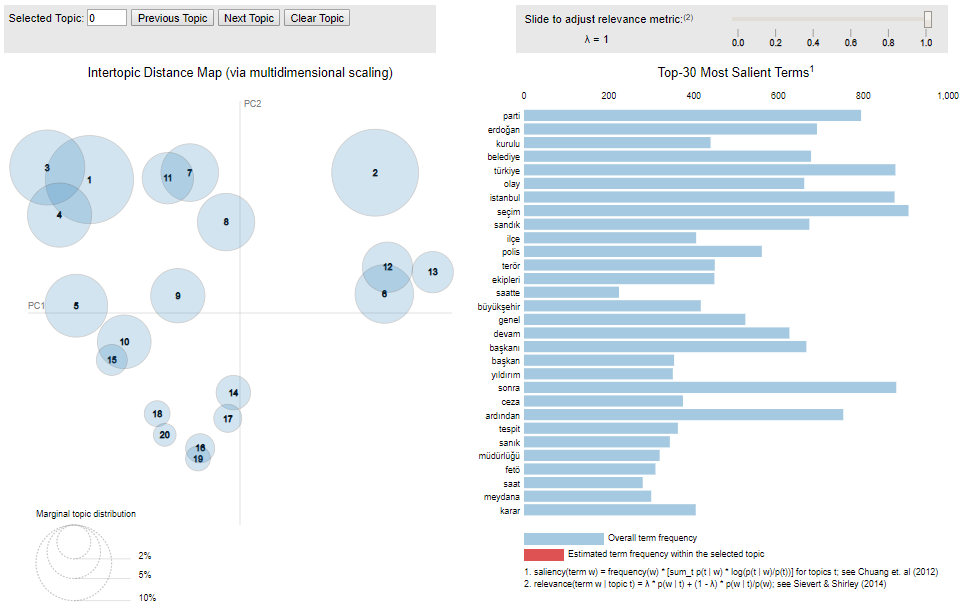 Selected Topic: 0 Previous Topic Next Topic Clear Topic
Slide to adjust relevance metric:(2)
λ = 1
0.0 0.2 0.4 0.6 0.8 1.0
Intertopic Distance Map (via multidimensional scaling)
PC2
PC1
3
1
4
11
7
8
2
12
13
6
5
9
10
15
14
17
18
20
16
19
Marginal topic distribution
2%
5%
10%
Top-30 Most Salient Terms1
0 200 400 600 800 1,000
parti
erdoğan
kurulu
belediye
türkiye
olay
istanbul
seçim
sandık
ilçe
polis
terör
ekipleri
saatte
büyükşehir
genel
devam
başkanı
başkan
yıldırım
sonra
ceza
ardından
tespit
sanık
müdürlüğü
fetö
saat
meydana
karar
Overall term frequency
Estimated term frequency within the selected topic
1. saliency(term w) = frequency(w) * [sum_t p(t | w) * log(p(t | w)/p(t))] for topics t; see Chuang et. al (2012)
2. relevance(term w | topic t) = λ * p(w | t) + (1 - λ) * p(w | t)/p(w); see Sievert & Shirley (2014)